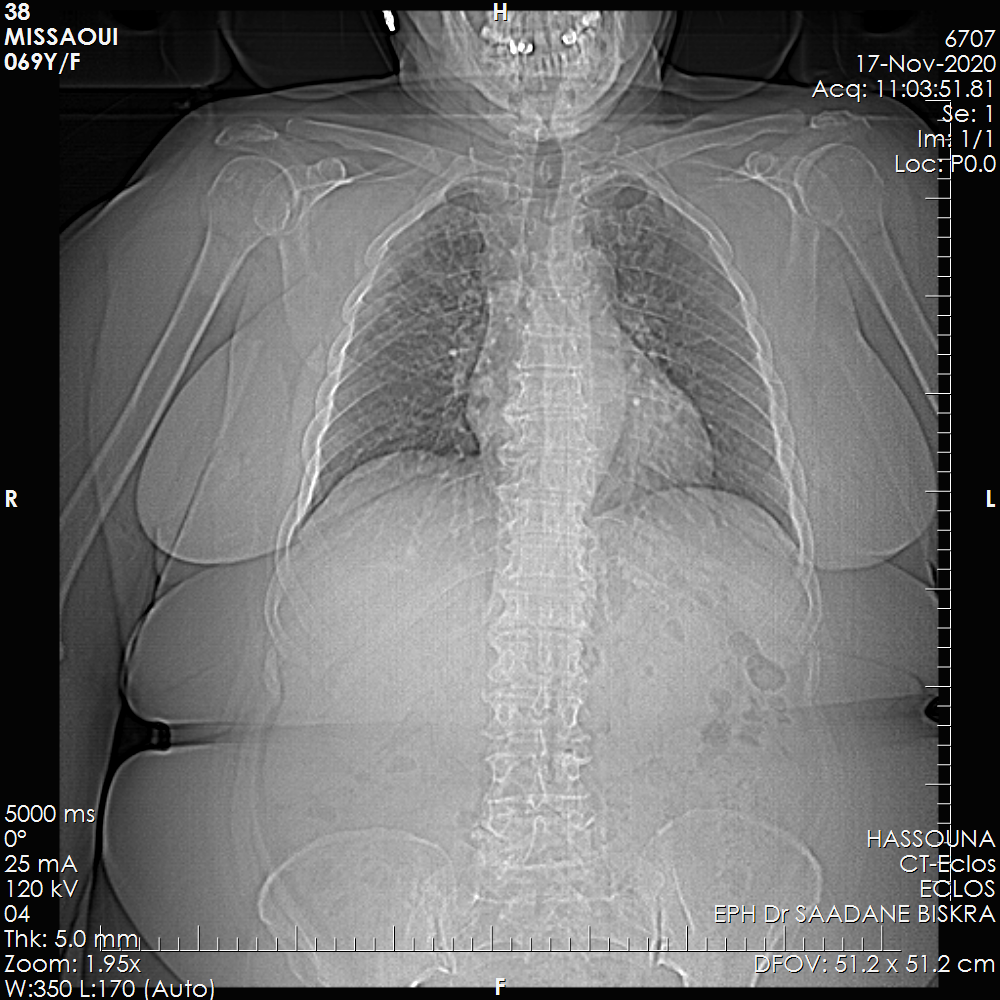 38
MISSAOUI
069Y/F
H
6707
17-Nov-2020
Acq: 11:03:51.81
Se: 1
Im: 1/1
Loc: P0.0
R
L
5000 ms
0°
25 mA
120 kV
04
Thk: 5.0 mm
Zoom: 1.95x
W:350 L:170 (Auto)
F
HASSOUNA
CT-Eclos
ECLOS
EPH Dr SAADANE BISKRA
DFOV: 51.2 x 51.2 cm